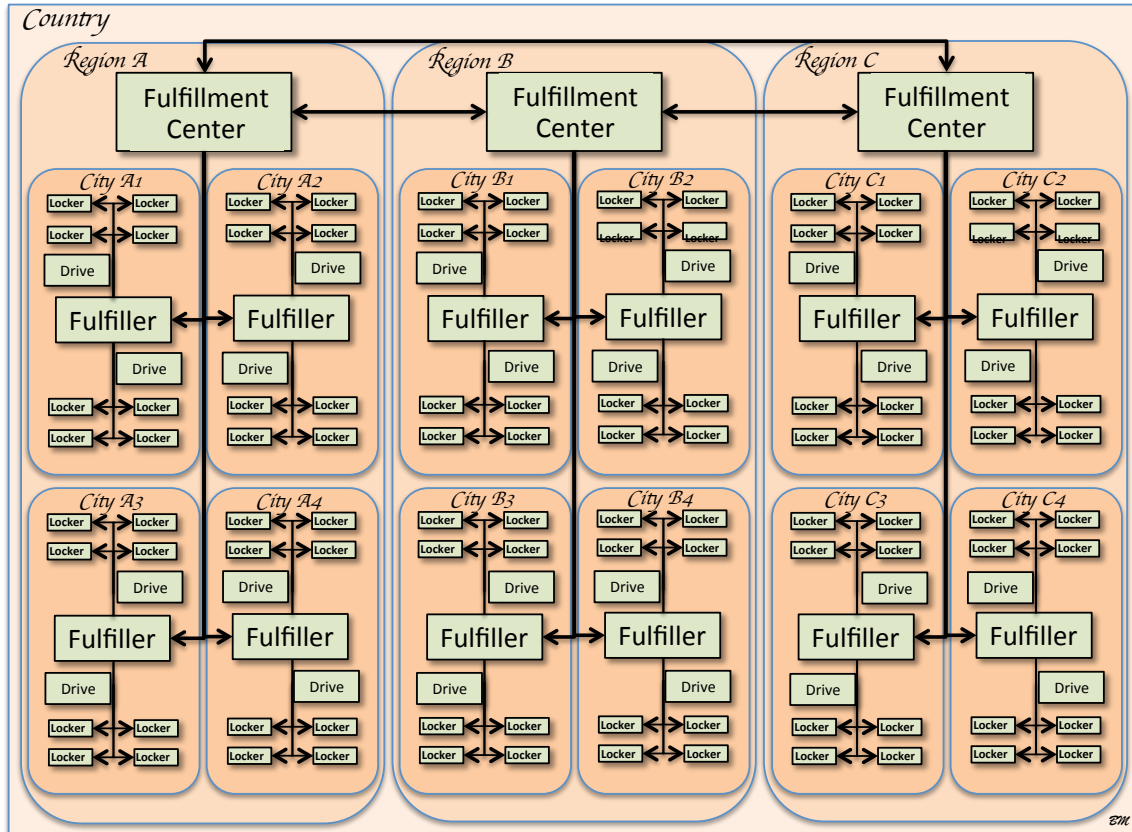 Country
Region A
Fulfillment
Center
City A1
Locker Locker
Locker Locker
Drive
Fulfiller
Drive
Locker Locker
Locker Locker
City A2
Locker Locker
Locker Locker
Drive
Fulfiller
Drive
Locker Locker
Locker Locker
City A3
Locker Locker
Locker Locker
Drive
Fulfiller
Drive
Locker Locker
Locker Locker
City A4
Locker Locker
Locker Locker
Drive
Fulfiller
Drive
Locker Locker
Locker Locker
Region B
Fulfillment
Center
City B1
Locker Locker
Locker Locker
Drive
Fulfiller
Drive
Locker Locker
Locker Locker
City B2
Locker Locker
Locker Locker
Drive
Fulfiller
Drive
Locker Locker
Locker Locker
City B3
Locker Locker
Locker Locker
Drive
Fulfiller
Drive
Locker Locker
Locker Locker
City B4
Locker Locker
Locker Locker
Drive
Fulfiller
Drive
Locker Locker
Locker Locker
Region C
Fulfillment
Center
City C1
Locker Locker
Locker Locker
Drive
Fulfiller
Drive
Locker Locker
Locker Locker
City C2
Locker Locker
Locker Locker
Drive
Fulfiller
Drive
Locker Locker
Locker Locker
City C3
Locker Locker
Locker Locker
Drive
Fulfiller
Drive
Locker Locker
Locker Locker
City C4
Locker Locker
Locker Locker
Drive
Fulfiller
Drive
Locker Locker
Locker Locker
BM